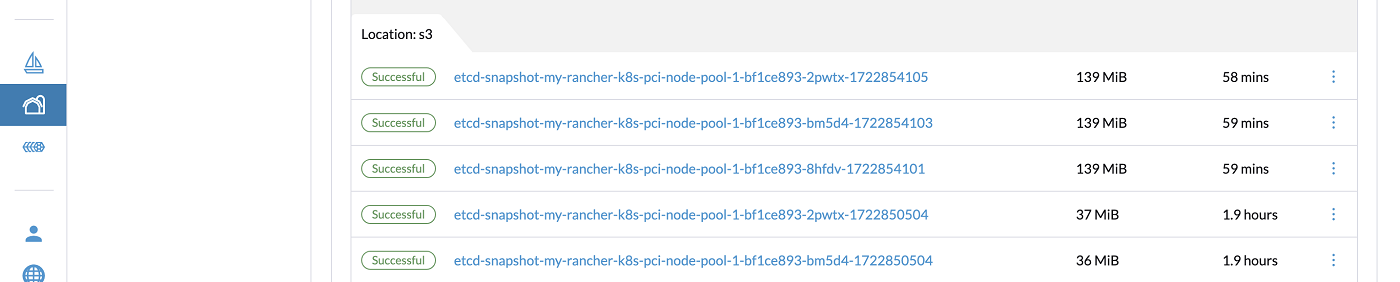 Location: s3
Successful etcd-snapshot-my-rancher-k8s-pci-node-pool-1-bf1ce893-2pwtx-1722854105 139 MiB 58 mins
Successful etcd-snapshot-my-rancher-k8s-pci-node-pool-1-bf1ce893-bm5d4-1722854103 139 MiB 59 mins
Successful etcd-snapshot-my-rancher-k8s-pci-node-pool-1-bf1ce893-8hfdv-1722854101 139 MiB 59 mins
Successful etcd-snapshot-my-rancher-k8s-pci-node-pool-1-bf1ce893-2pwtx-1722850504 37 MiB 1.9 hours
Successful etcd-snapshot-my-rancher-k8s-pci-node-pool-1-bf1ce893-bm5d4-1722850504 36 MiB 1.9 hours